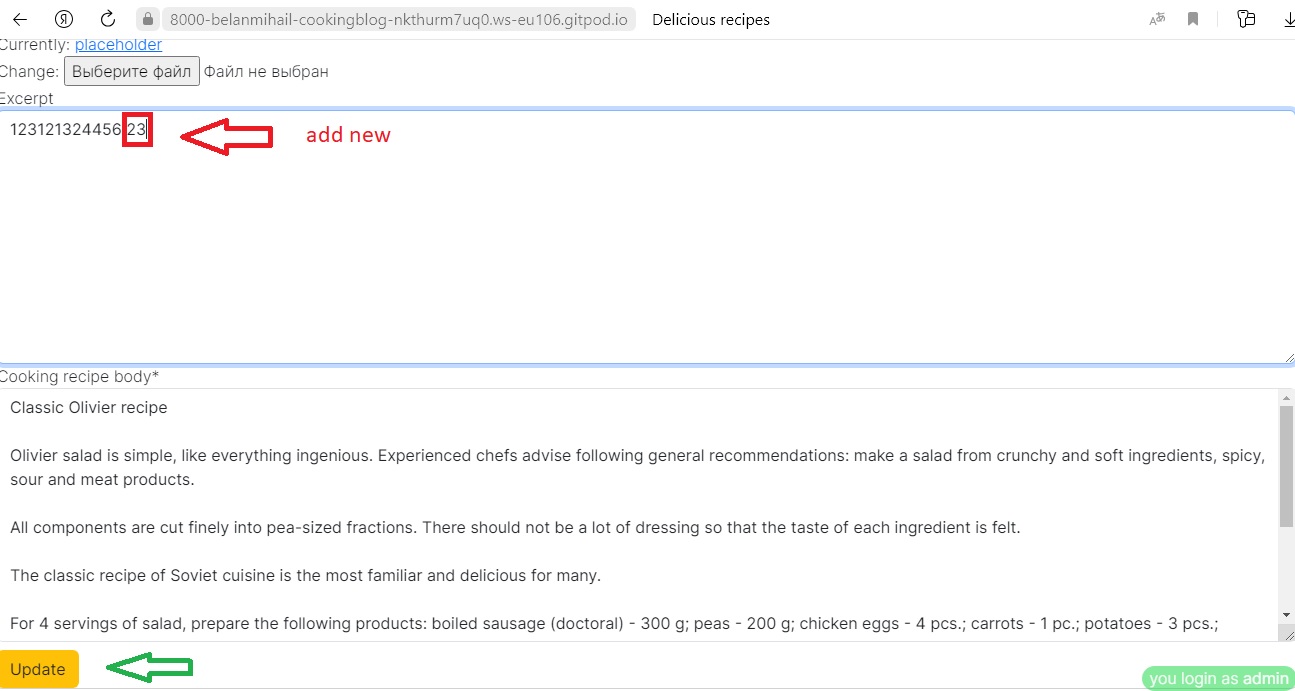 Я 8000-belanmihail-cookingblog-nkthurm7uq0.ws-eu106.gitpod.io Delicious recipes
Currently: placeholder
Change: Выберите файл Файл не выбран
Excerpt
123121324456 23
add new
Cooking recipe body*
Classic Olivier recipe
Olivier salad is simple, like everything ingenious. Experienced chefs advise following general recommendations: make a salad from crunchy and soft ingredients, spicy,
sour and meat products.
All components are cut finely into pea-sized fractions. There should not be a lot of dressing so that the taste of each ingredient is felt.
The classic recipe of Soviet cuisine is the most familiar and delicious for many.
For 4 servings of salad, prepare the following products: boiled sausage (doctoral) - 300 g; peas - 200 g; chicken eggs - 4 pcs.; carrots - 1 pc.; potatoes - 3 pcs.;
Update
you login as admin